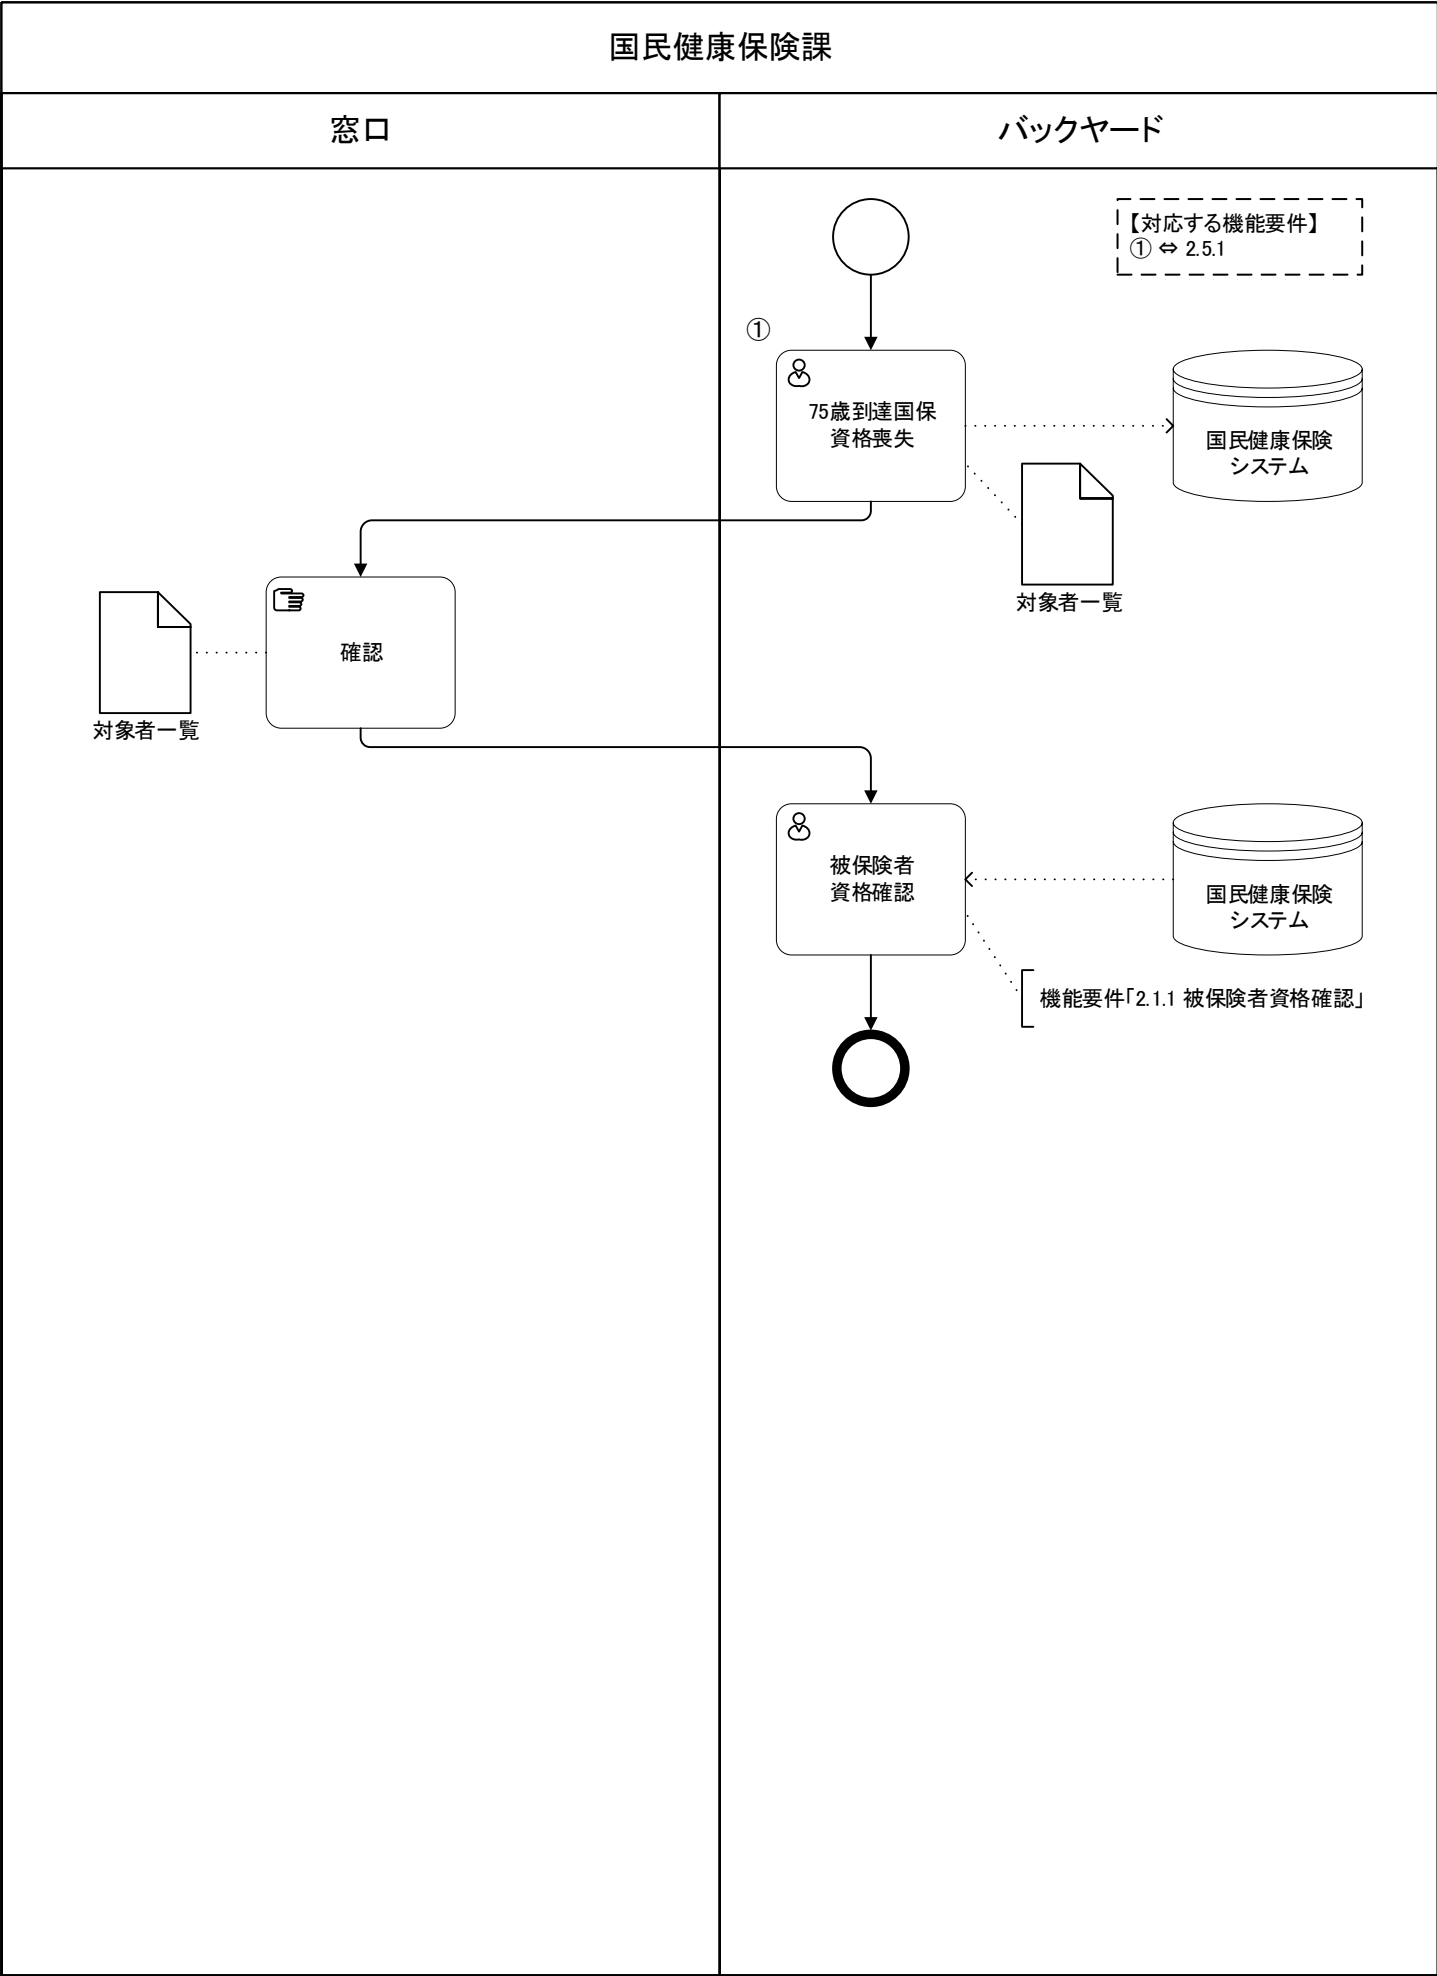 国民健康保険課
窓口
バックヤード
【対応する機能要件】
① ⇔ 2.5.1
①
75歳到達国保
資格喪失
国民健康保険
システム
対象者一覧
確認
対象者一覧
被保険者
資格確認
国民健康保険
システム
機能要件「2.1.1 被保険者資格確認」